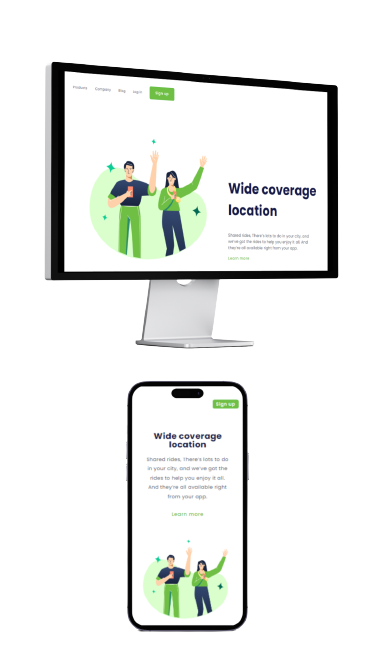 Products Company Blog Log in Sign up
Wide coverage
location
Shared rides, There's lots to do in your city, and
we've got the rides to help you enjoy it all. And
they're all available right from your app.
Learn more
Sign up
Wide coverage
location
Shared rides, There's lots to do
in your city, and we've got the
rides to help you enjoy it all.
And they're all available right
from your app.
Learn more